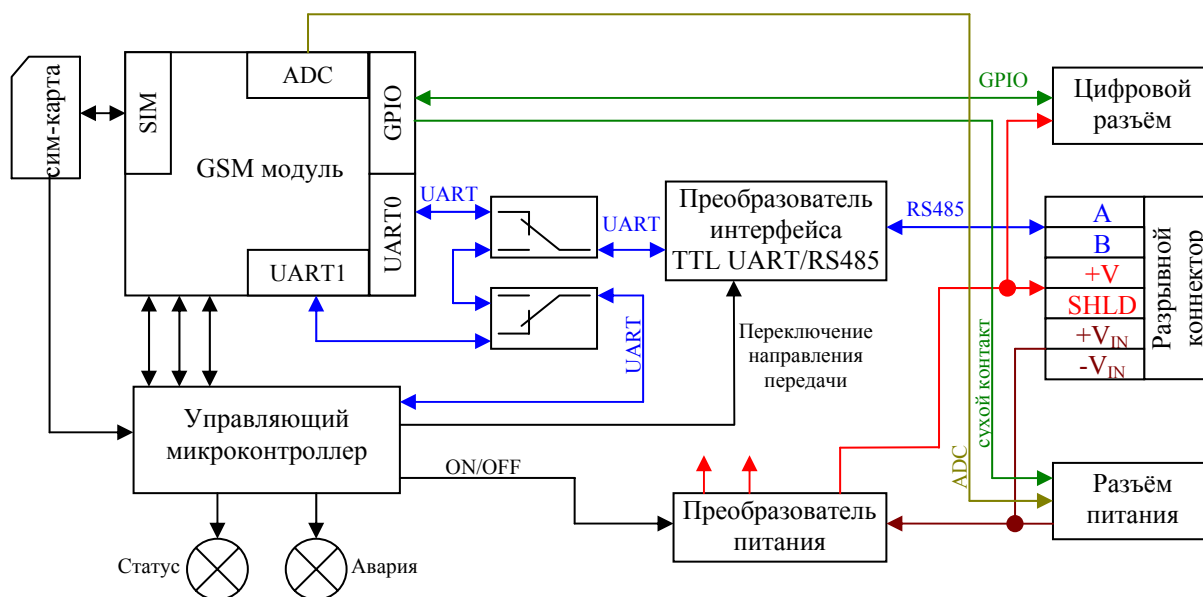 сим-карта
SIM
ADC
GPIO
GSM модуль
UART0
UART1
UART
UART
UART
Преобразователь
интерфейса
TTL UART/RS485
RS485
GPIO
Цифровой
разъём
A
B
+V
SHLD
+VIN
-VIN
Разрывной
коннектор
Переключение
направления
передачи
сухой контакт
ADC
Управляющий
микроконтроллер
ON/OFF
Преобразователь
питания
Разъём
питания
Статус
Авария